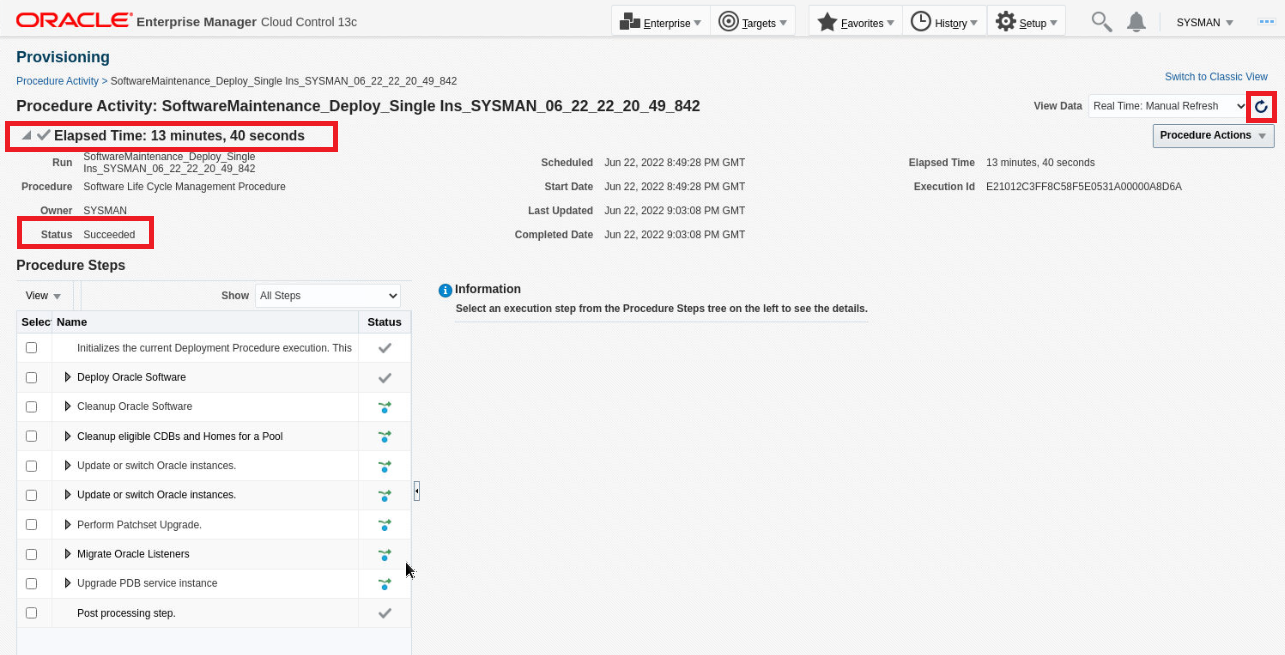 ORACLE Enterprise Manager Cloud Control 13c
Enterprise Targets Favorites History Setup SYSMAN
Provisioning
Procedure Activity > SoftwareMaintenance_Deploy_Single Ins_SYSMAN_06_22_22_20_49_842
Switch to Classic View
Procedure Activity: SoftwareMaintenance_Deploy_Single Ins_SYSMAN_06_22_22_20_49_842
View Data Real Time: Manual Refresh
Elapsed Time: 13 minutes, 40 seconds
Procedure Actions
Run SoftwareMaintenance_Deploy_Single
Ins_SYSMAN_06_22_22_20_49_842
Procedure Software Life Cycle Management Procedure
Owner SYSMAN
Status Succeeded
Scheduled Jun 22, 2022 8:49:28 PM GMT
Start Date Jun 22, 2022 8:49:28 PM GMT
Last Updated Jun 22, 2022 9:03:08 PM GMT
Completed Date Jun 22, 2022 9:03:08 PM GMT
Elapsed Time 13 minutes, 40 seconds
Execution Id E21012C3FF8C58F5E0531A00000A8D6A
Procedure Steps
View Show All Steps
Selec Name Status
Initializes the current Deployment Procedure execution. This
Deploy Oracle Software
Cleanup Oracle Software
Cleanup eligible CDBs and Homes for a Pool
Update or switch Oracle instances.
Update or switch Oracle instances.
Perform Patchset Upgrade.
Migrate Oracle Listeners
Upgrade PDB service instance
Post processing step.
Information
Select an execution step from the Procedure Steps tree on the left to see the details.